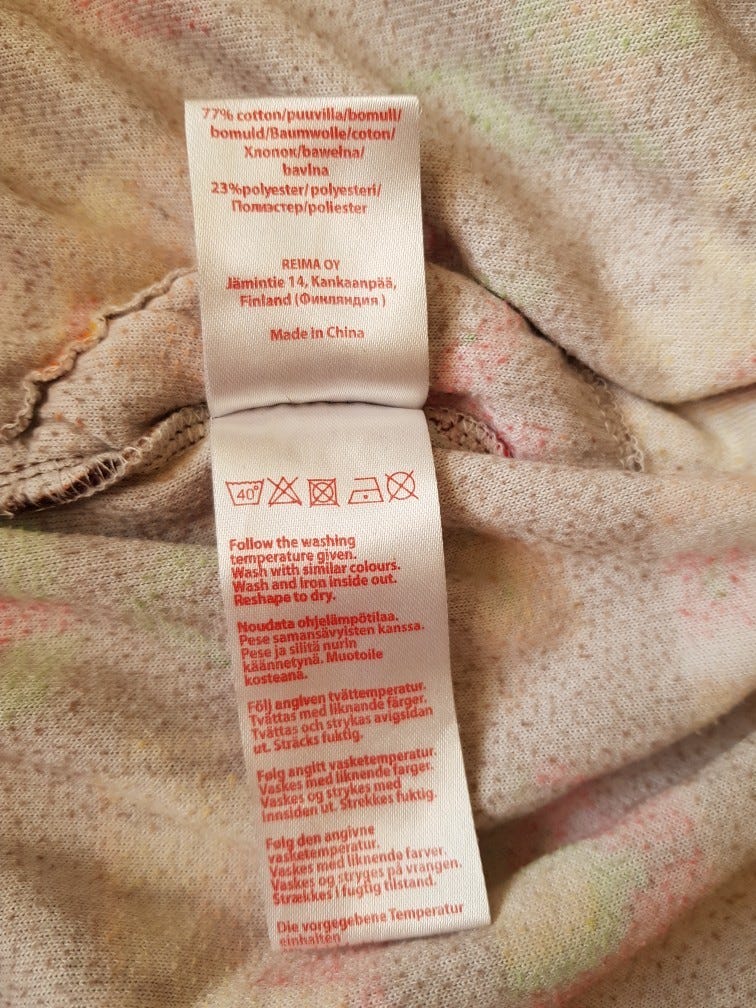 77% cotton/puuvilla/bomull/
bomuld/Baumwolle/coton/
Хлопок/bawełna/
bavlna
23%polyester/polyesteri/
Полиэстер/poliester
REIMA OY
Jämintie 14, Kankaanpää,
Finland (Финляндия )
Made in China
40°
Follow the washing
temperature given.
Wash with similar colours.
Wash and iron inside out.
Reshape to dry.
Noudata ohjelämpötilaa.
Pese samansävyisten kanssa.
Pese ja silitä nurin
käännetynä. Muotoile
kosteana.
Följ angiven tvättemperatur.
Tvättas med liknande färger.
Tvättas och strykas avigsidan
ut. Sträcks fuktig.
Følg angitt vasketemperatur.
Vaskes med liknende farger.
Vaskes og strykes med
innsiden ut. Strekkes fuktig.
Følg den angivne
vasketemperatur.
Vaskes med liknende farver.
Vaskes og stryges på vrangen.
Strækkes i fugtig tilstand.
Die vorgegebene Temperatur
einhalten